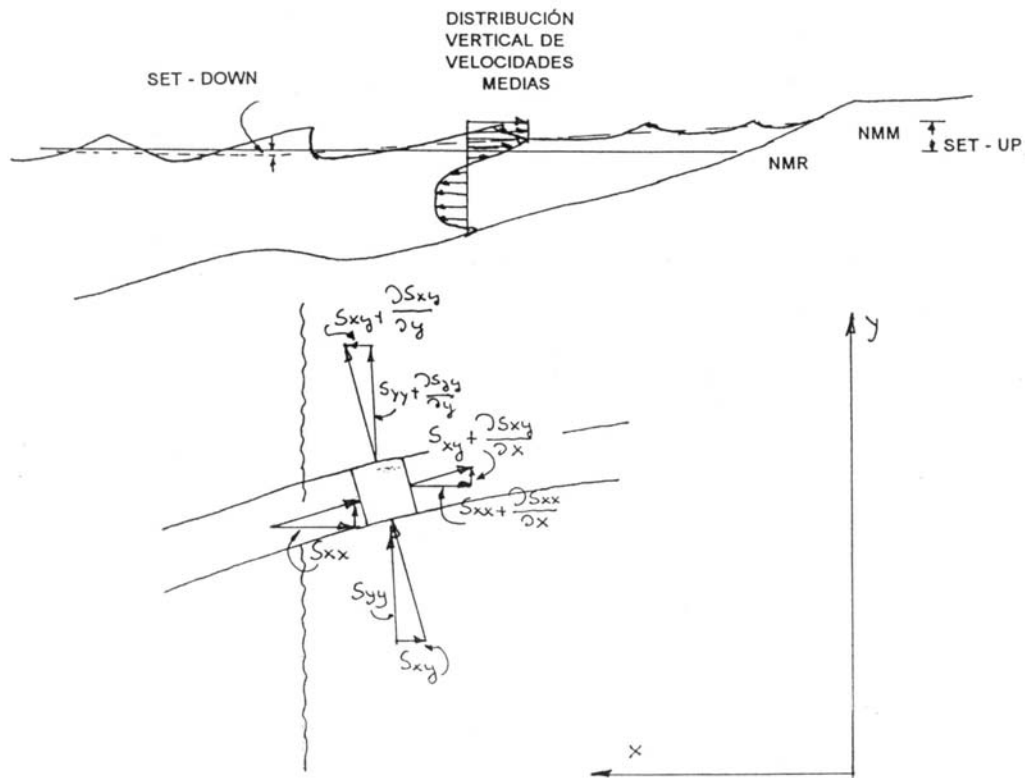 DISTRIBUCIÓN
VERTICAL DE
VELOCIDADES
MEDIAS
SET - DOWN
NMM
SET - UP
NMR
Sxy + ∂Sxy/∂y
y
Syy + ∂Syy/∂y
Sxy + ∂Sxy/∂x
Sxx + ∂Sxx/∂x
Sxx
Syy
Sxy
x